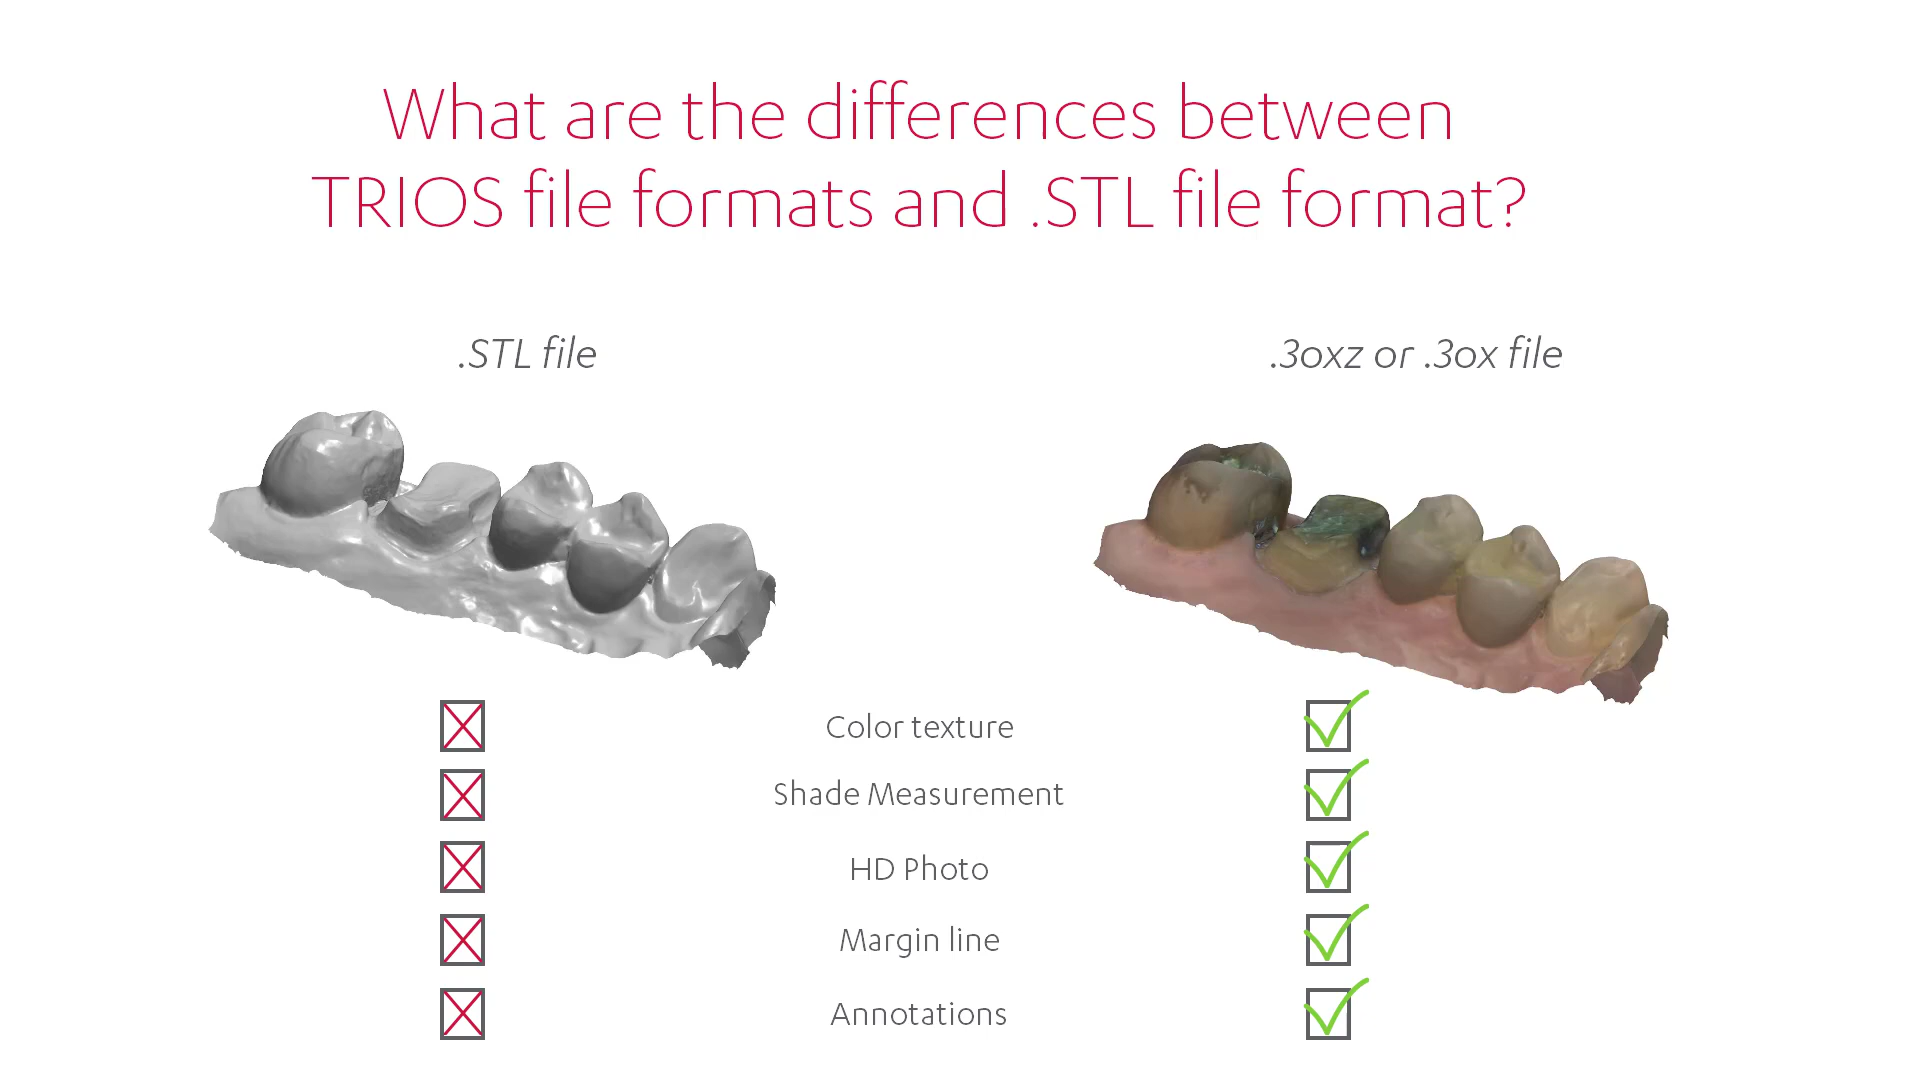 What are the differences between
TRIOS file formats and .STL file format?
.STL file
.3oxz or .3ox file
Color texture
Shade Measurement
HD Photo
Margin line
Annotations